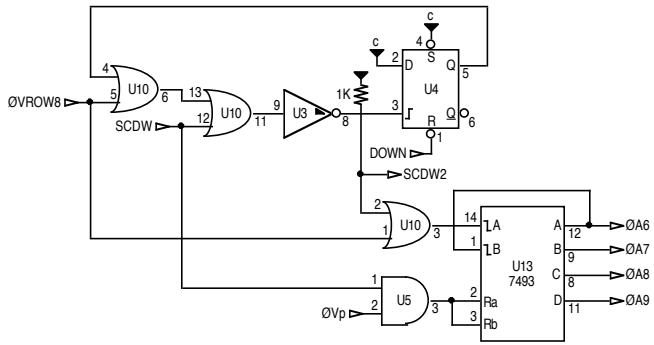 c
4
c
4
2
D
S
Q
5
5
6
U10
13
U10
1K
U4
9
U3
8
3
Q
6
ØVROW8
12
11
R
1
SCDW
DOWN
SCDW2
2
U10
1
3
14
A
A
12
ØA6
1
B
B
9
ØA7
U13
7493
C
8
ØA8
1
U5
2
3
2
Ra
D
11
ØA9
ØVp
3
Rb